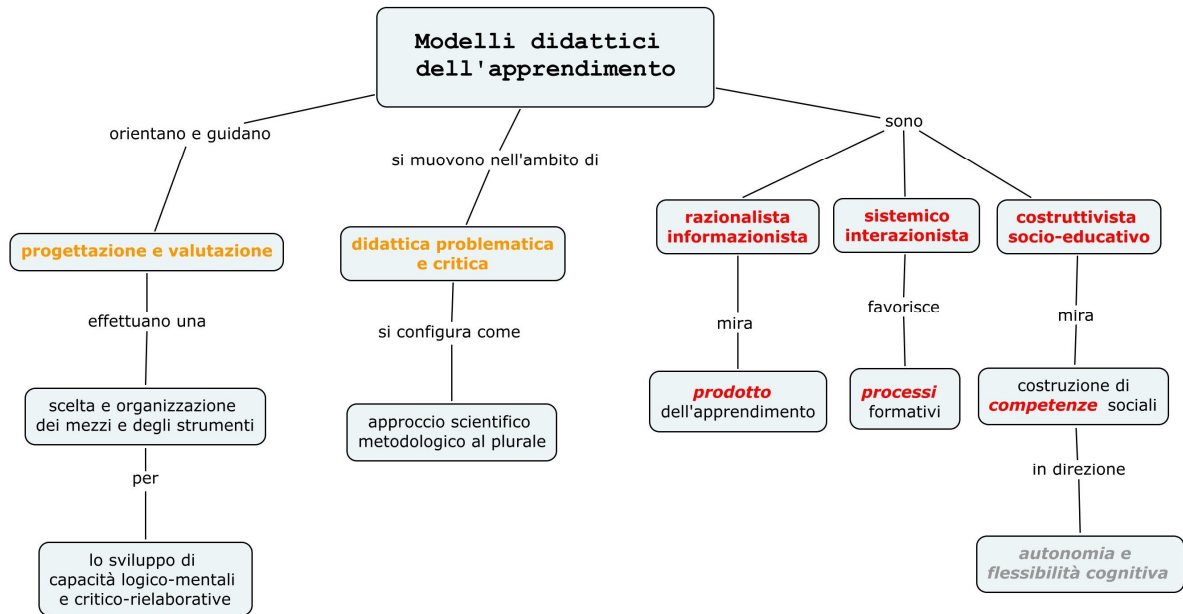 Modelli didattici
dell'apprendimento
orientano e guidano
si muovono nell'ambito di
sono
progettazione e valutazione
didattica problematica
e critica
razionalista
informazionista
sistemico
interazionista
costruttivista
socio-educativo
effettuano una
si configura come
mira
favorisce
mira
scelta e organizzazione
dei mezzi e degli strumenti
approccio scientifico
metodologico al plurale
prodotto
dell'apprendimento
processi
formativi
costruzione di
competenze sociali
per
in direzione
lo sviluppo di
capacità logico-mentali
e critico-rielaborative
autonomia e
flessibilità cognitiva